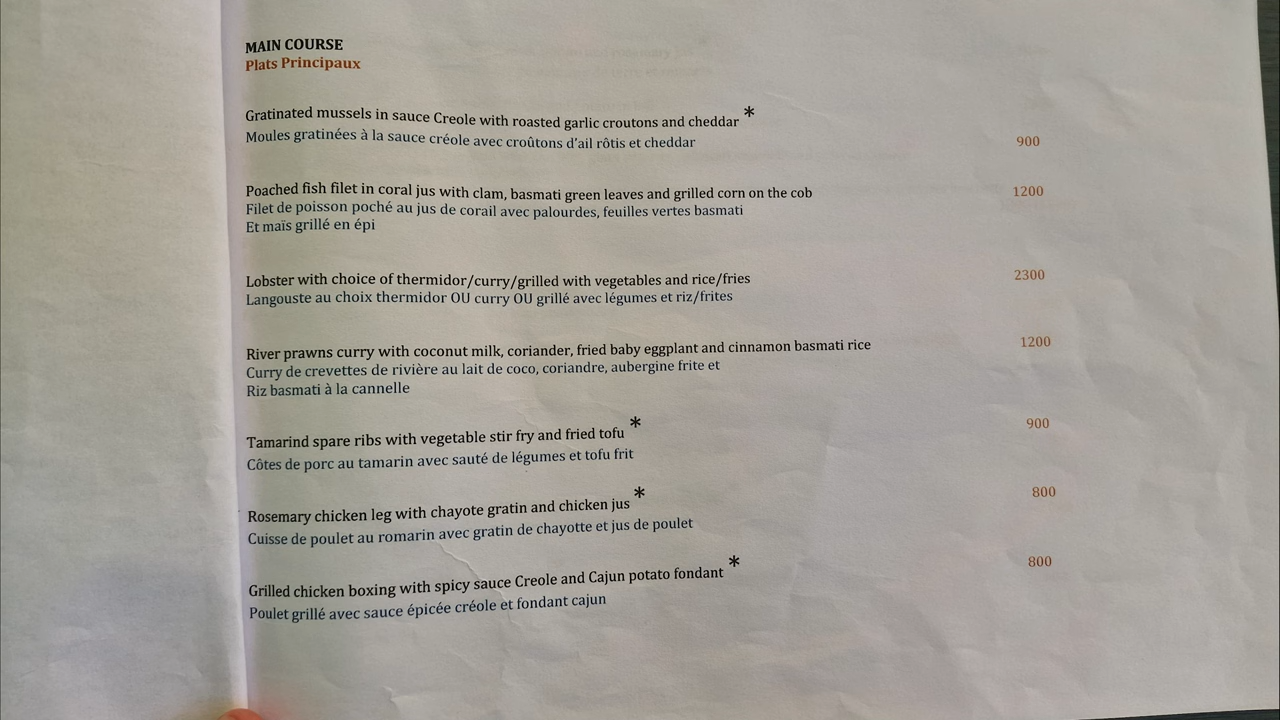 MAIN COURSE
Plats Principaux
Gratinated mussels in sauce Creole with roasted garlic croutons and cheddar *
Moules gratinées à la sauce créole avec croûtons d'ail rôtis et cheddar 900
Poached fish filet in coral jus with clam, basmati green leaves and grilled corn on the cob 1200
Filet de poisson poché au jus de corail avec palourdes, feuilles vertes basmati
Et maïs grillé en épi
Lobster with choice of thermidor/curry/grilled with vegetables and rice/fries 2300
Langouste au choix thermidor OU curry OU grillé avec légumes et riz/frites
River prawns curry with coconut milk, coriander, fried baby eggplant and cinnamon basmati rice 1200
Curry de crevettes de rivière au lait de coco, coriandre, aubergine frite et
Riz basmati à la cannelle
Tamarind spare ribs with vegetable stir fry and fried tofu * 900
Côtes de porc au tamarin avec sauté de légumes et tofu frit
Rosemary chicken leg with chayote gratin and chicken jus * 800
Cuisse de poulet au romarin avec gratin de chayotte et jus de poulet
Grilled chicken boxing with spicy sauce Creole and Cajun potato fondant * 800
Poulet grillé avec sauce épicée créole et fondant cajun